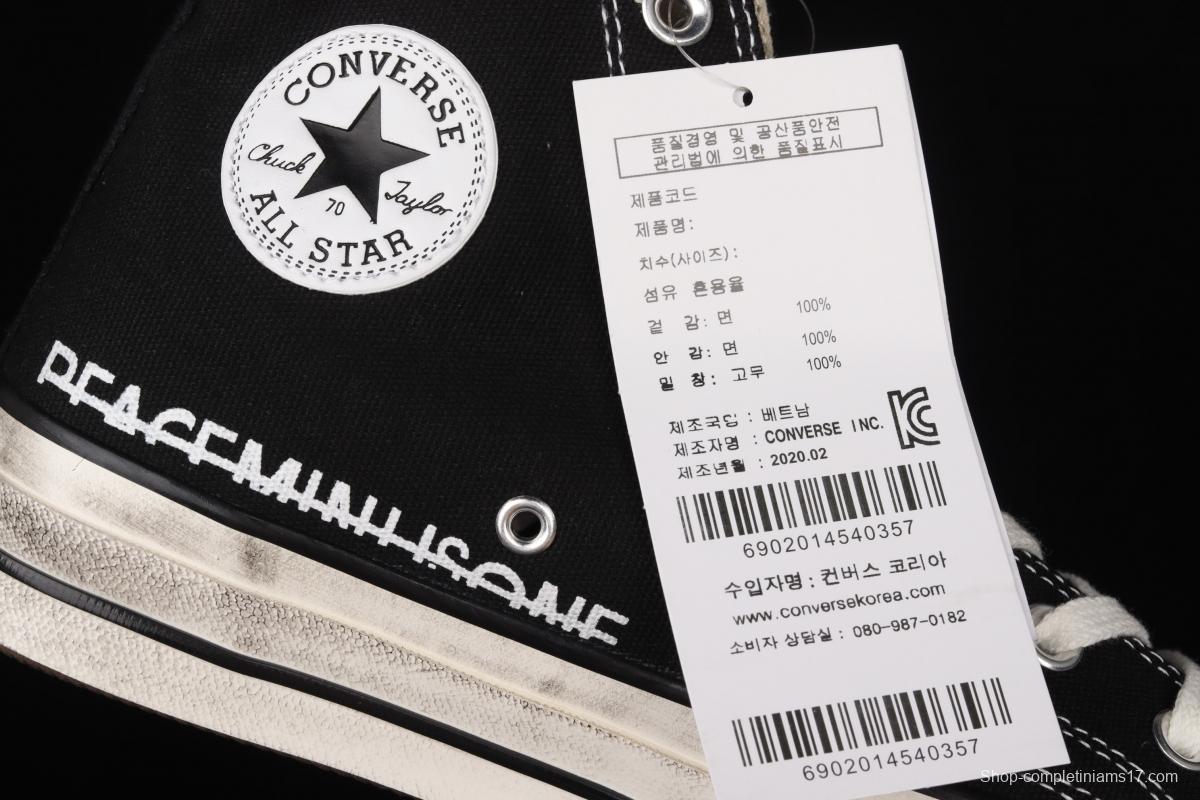 CONVERSE
Chuck Taylor
70
ALL STAR
PEACEMINUSONE
품질경영 및 공산품안전
관리법에 의한 품질표시
제품코드
제품명:
치수(사이즈):
섬유 혼용율
겉 감: 면 100%
안 감: 면 100%
밑 창: 고무 100%
제조국임 : 베트남
제조자명 : CONVERSE INC.
제조년월 : 2020.02
6902014540357
수입자명 : 컨버스 코리아
www.conversekorea.com
소비자 상담실 : 080-987-0182
6902014540357
Shop-completiniams17.com